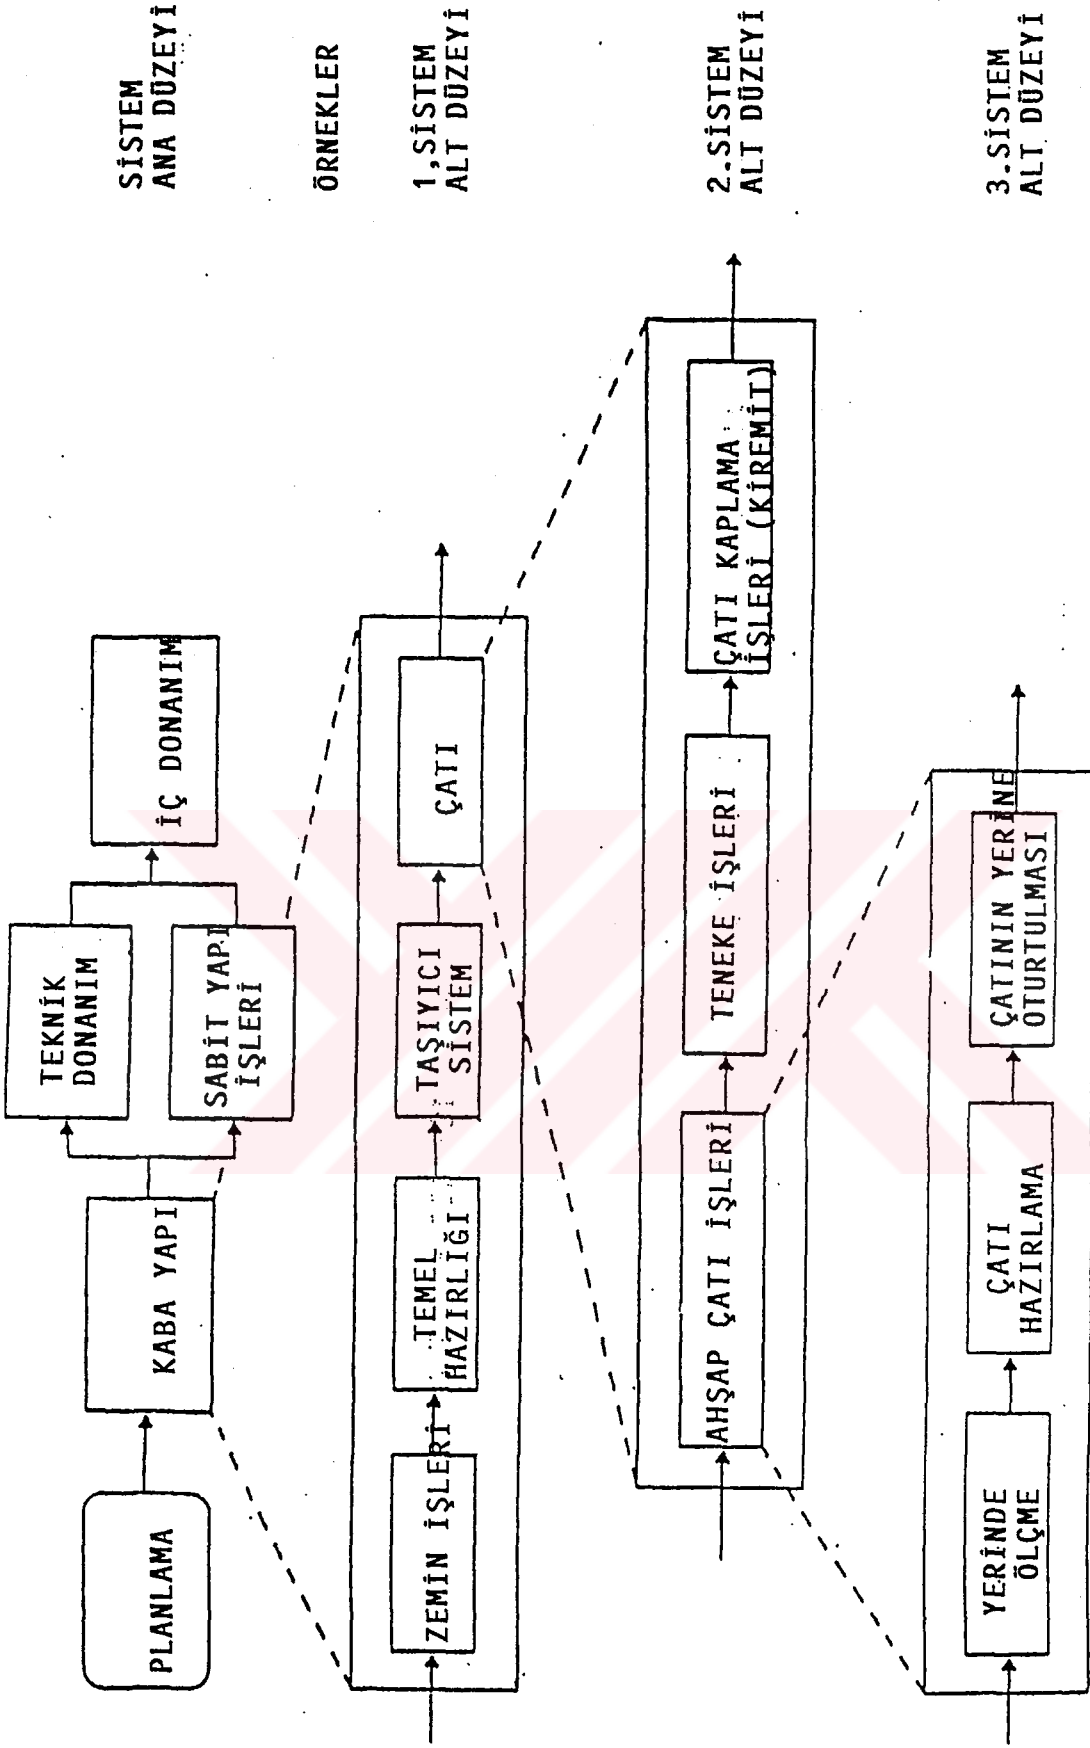 PLANLAMA
KABA YAPI
TEKNİK
DONANIM
SABİT YAPI
İŞLERİ
İÇ DONANIM
SİSTEM
ANA DÜZEYİ
ÖRNEKLER
ZEMİN İŞLERİ
TEMEL
HAZIRLIĞI
TAŞIYICI
SİSTEM
ÇATI
1,SİSTEM
ALT DÜZEYİ
AHŞAP ÇATI İŞLERİ
TENEKE İŞLERİ
ÇATI KAPLAMA
İŞLERİ (KİREMİT)
2.SİSTEM
ALT DÜZEYİ
YERİNDE
ÖLÇME
ÇATI
HAZIRLAMA
ÇATININ YERİNE
OTURTULMASI
3.SİSTEM
ALT DÜZEYİ